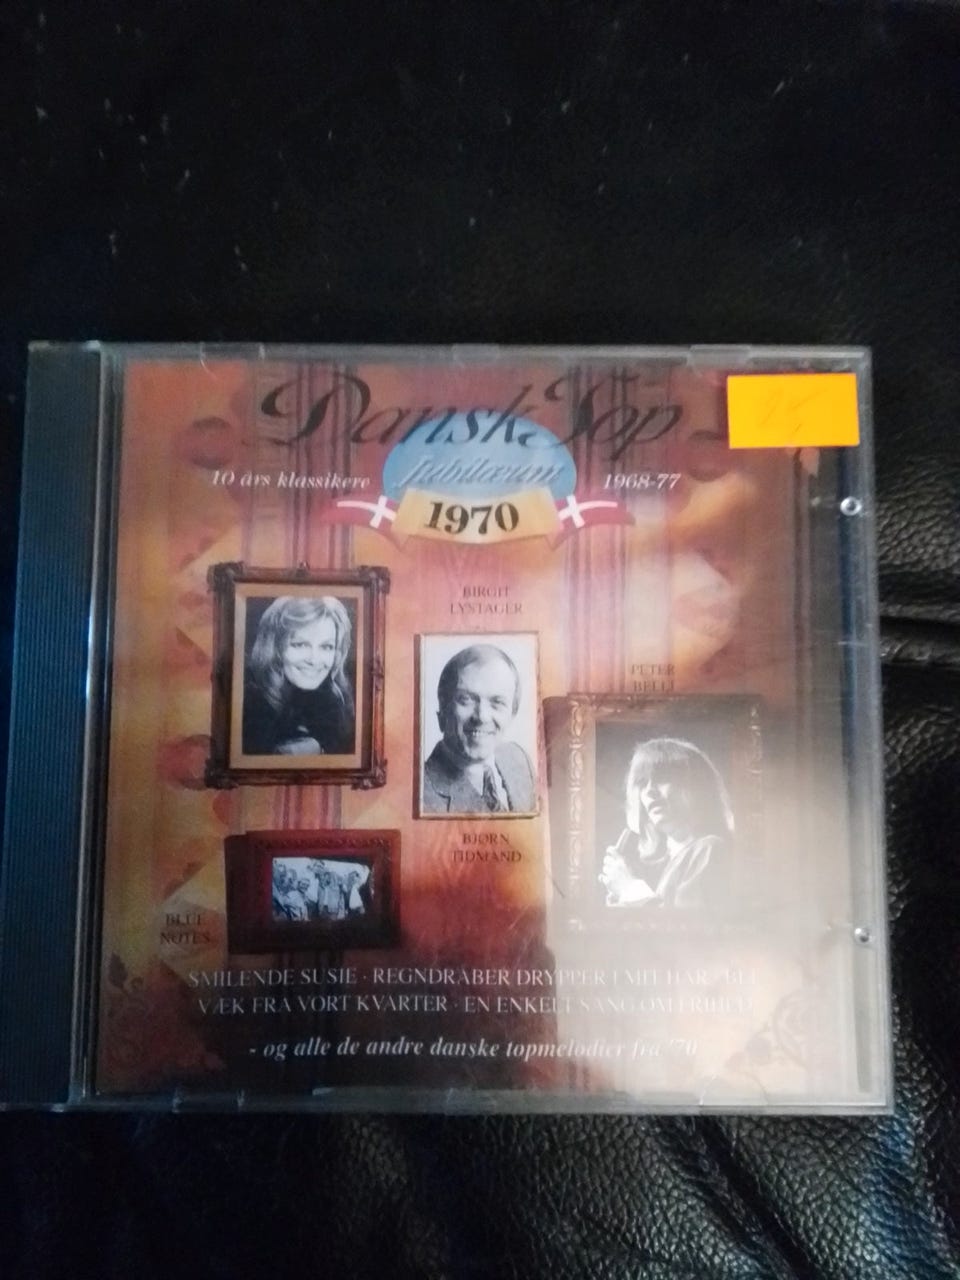 Dansk Top
Jubilæum
10 års klassikere
1968-77
1970
BIRGIT
LYSTAGER
PETER
BELLI
BJØRN
TIDMAND
BLUE
NOTES
SMILENDE SUSIE · REGNDRÅBER DRYPPER I MIT HÅR · BLI'
VÆK FRA VORT KVARTER · EN ENKELT SANG OM FRIHED
- og alle de andre danske topmelodier fra '70